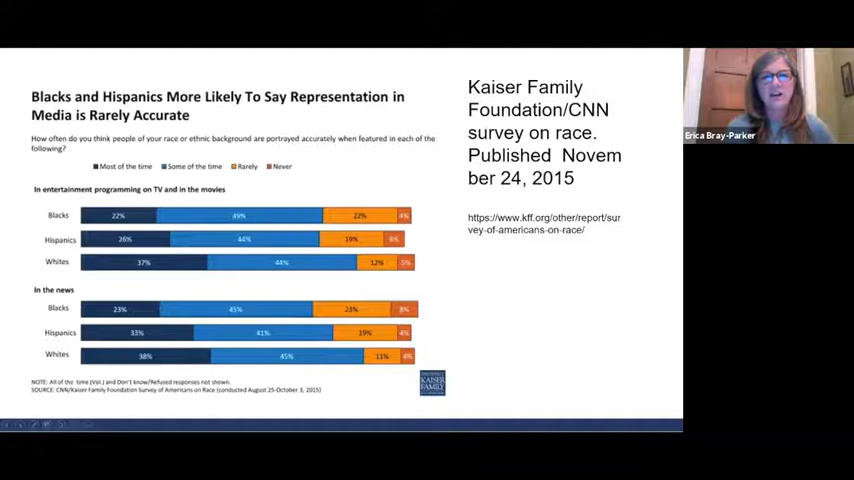 Blacks and Hispanics More Likely To Say Representation in
Media is Rarely Accurate
How often do you think people of your race or ethnic background are portrayed accurately when featured in each of the
following?
Most of the time Some of the time Rarely Never
In entertainment programming on TV and in the movies
Blacks 22% 49% 22% 4%
Hispanics 26% 44% 19% 6%
Whites 37% 44% 12% 5%
In the news
Blacks 23% 45% 23% 8%
Hispanics 33% 41% 19% 4%
Whites 38% 45% 11% 4%
NOTE: All of the time (Vol.) and Don't know/Refused responses not shown.
SOURCE: CNN/Kaiser Family Foundation Survey of Americans on Race (conducted August 25-October 3, 2015)
KAISER
FAMILY
Kaiser Family
Foundation/CNN
survey on race.
Published Novem
ber 24, 2015
https://www.kff.org/other/report/sur
vey-of-americans-on-race/
Erica Bray-Parker